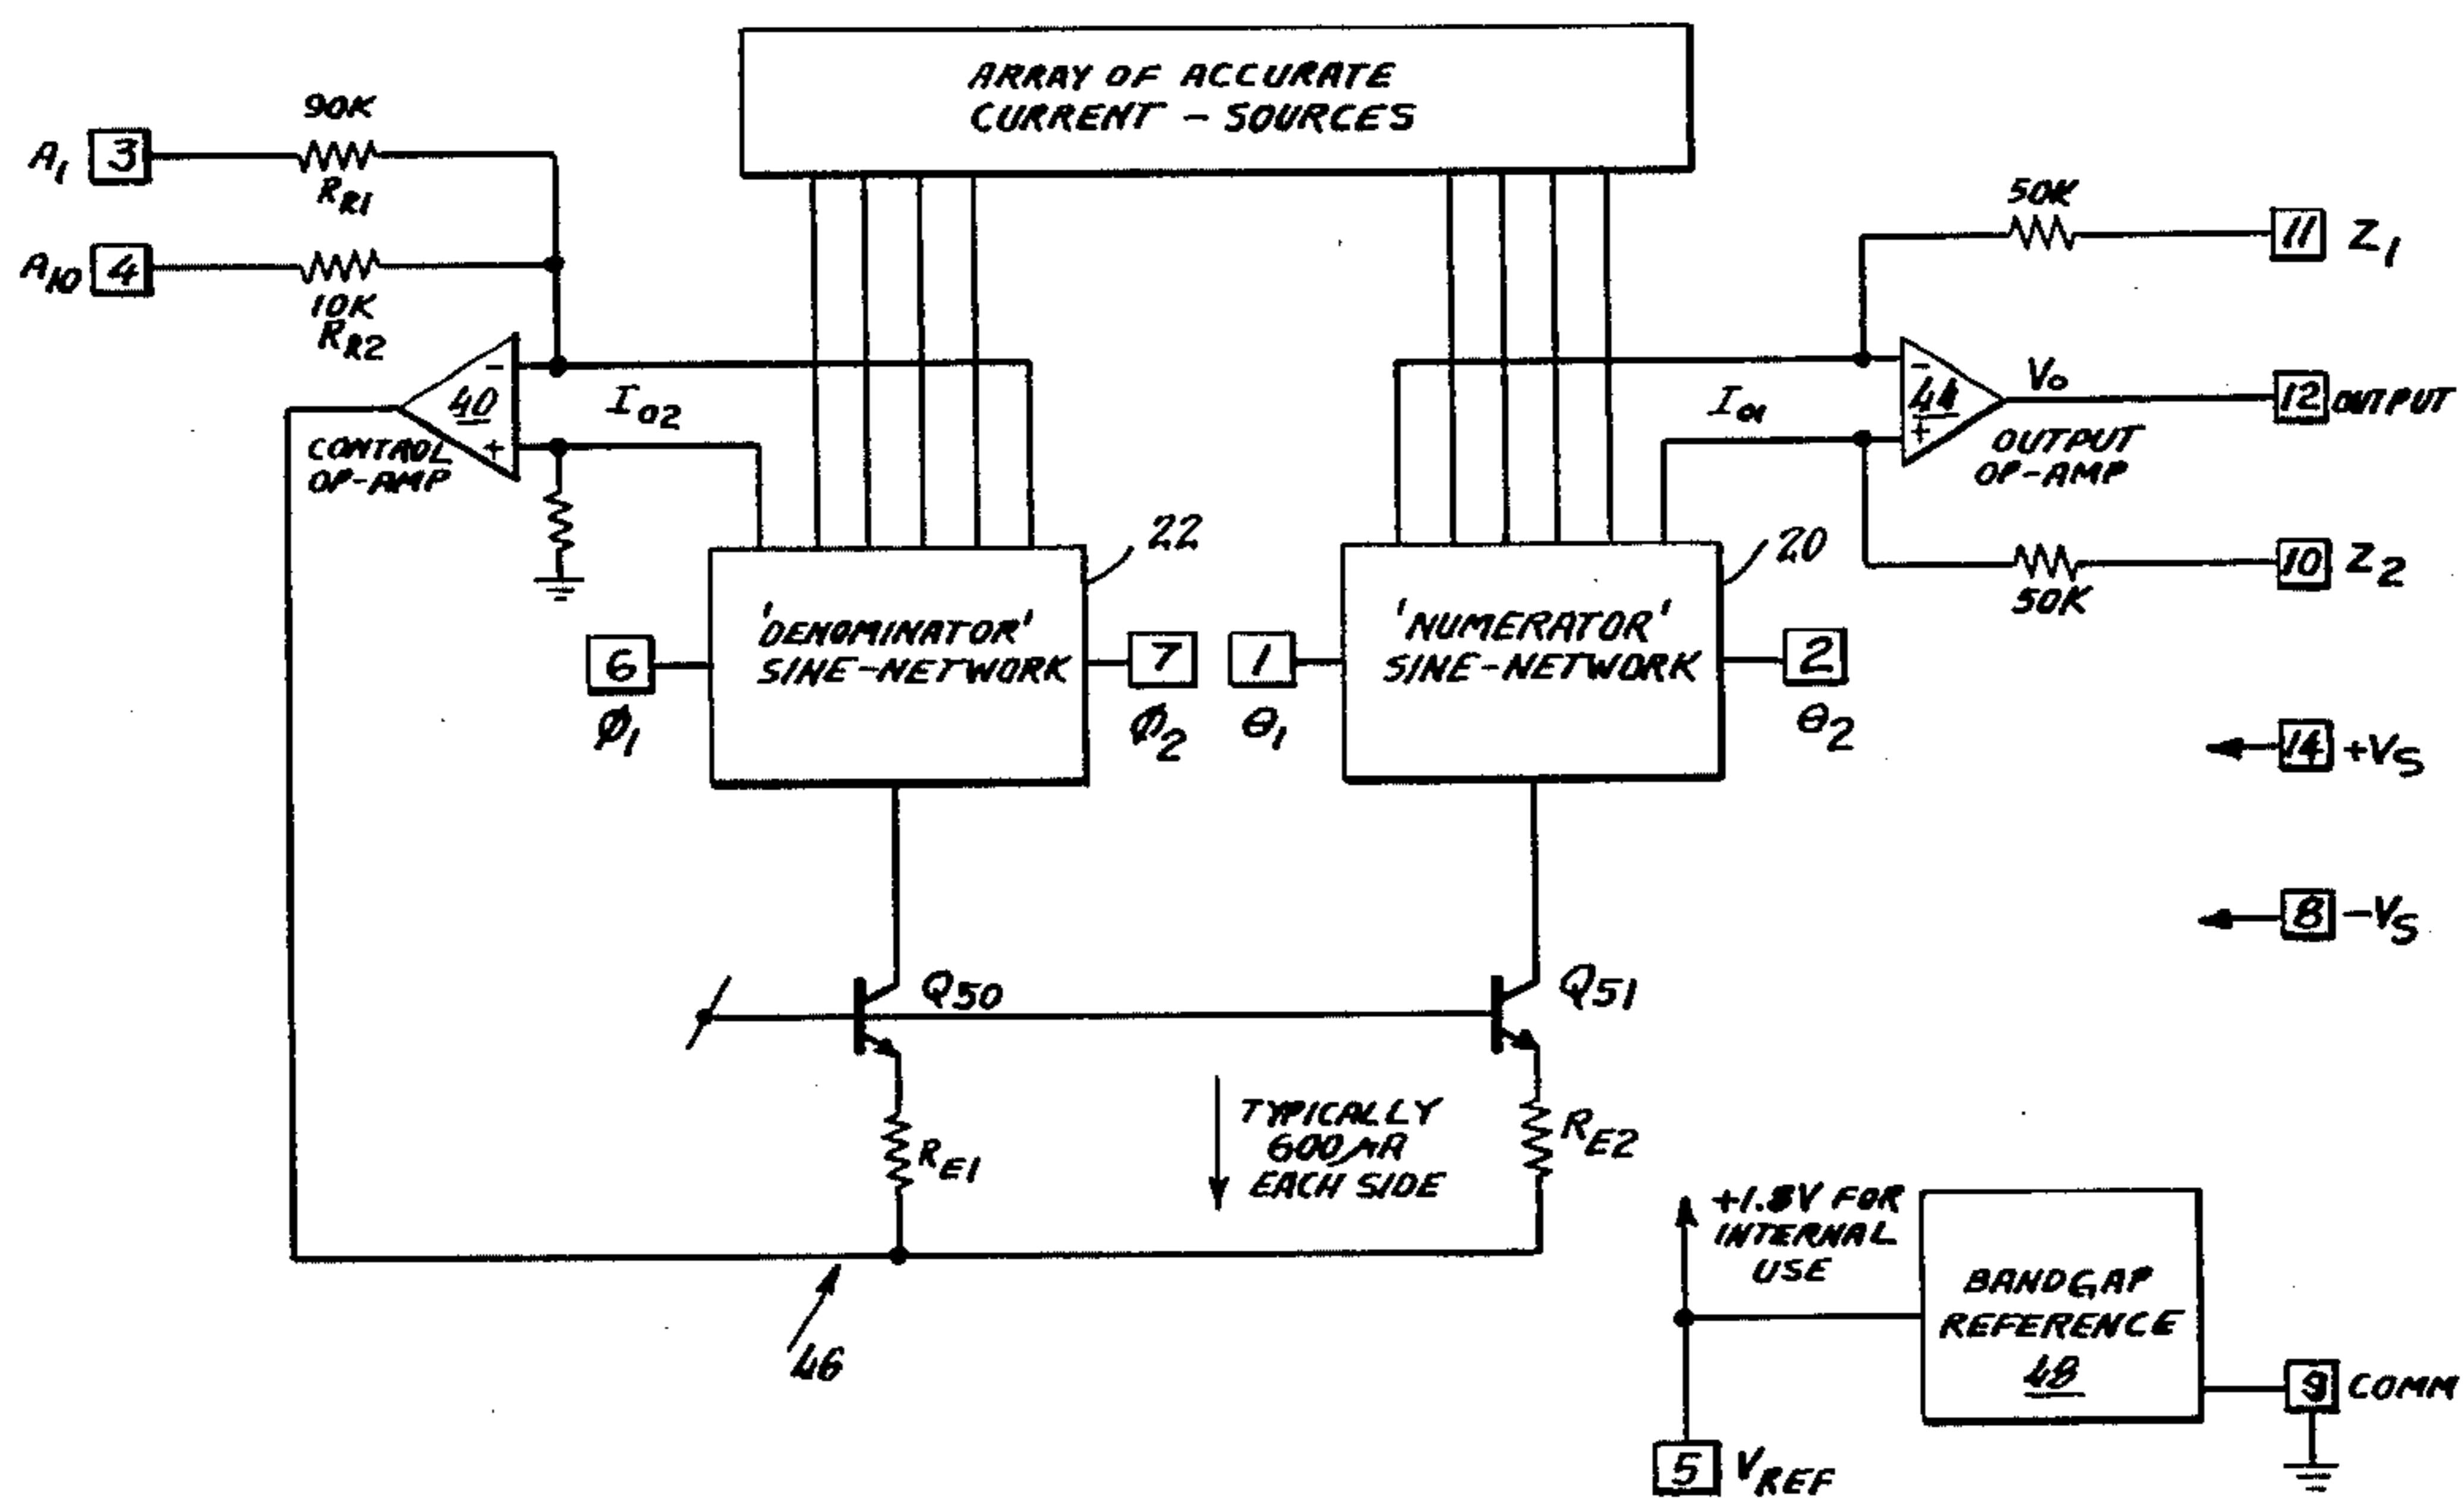 ARRAY OF ACCURATE
CURRENT - SOURCES
90K
A1 3
RR1
A10 4
10K
RR2
40
- 
+
CONTROL
OP-AMP
Io2
50K
11 Z1
Io1
-
+
44
Vo
12 OUTPUT
OUTPUT
OP-AMP
10 Z2
50K
22
20
'DENOMINATOR'
SINE-NETWORK
'NUMERATOR'
SINE-NETWORK
6
7
1
2
Ø1
Ø2
θ1
θ2
14 +VS
8 -VS
Q50
Q51
RE1
TYPICALLY
600μA
EACH SIDE
RE2
46
+1.8V FOR
INTERNAL
USE
BANDGAP
REFERENCE
48
9 COMM
5 VREF